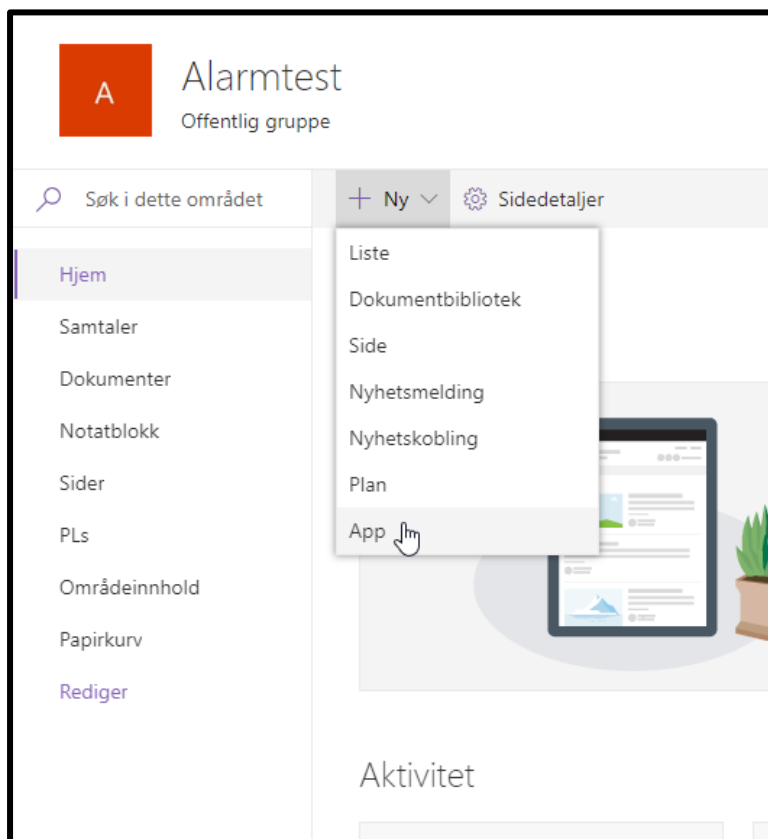 A
Alarmtest
Offentlig gruppe
Søk i dette området
Ny
Sidedetaljer
Liste
Dokumentbibliotek
Side
Nyhetsmelding
Nyhetskobling
Plan
App
Hjem
Samtaler
Dokumenter
Notatblokk
Sider
PLs
Områdeinnhold
Papirkurv
Rediger
Aktivitet